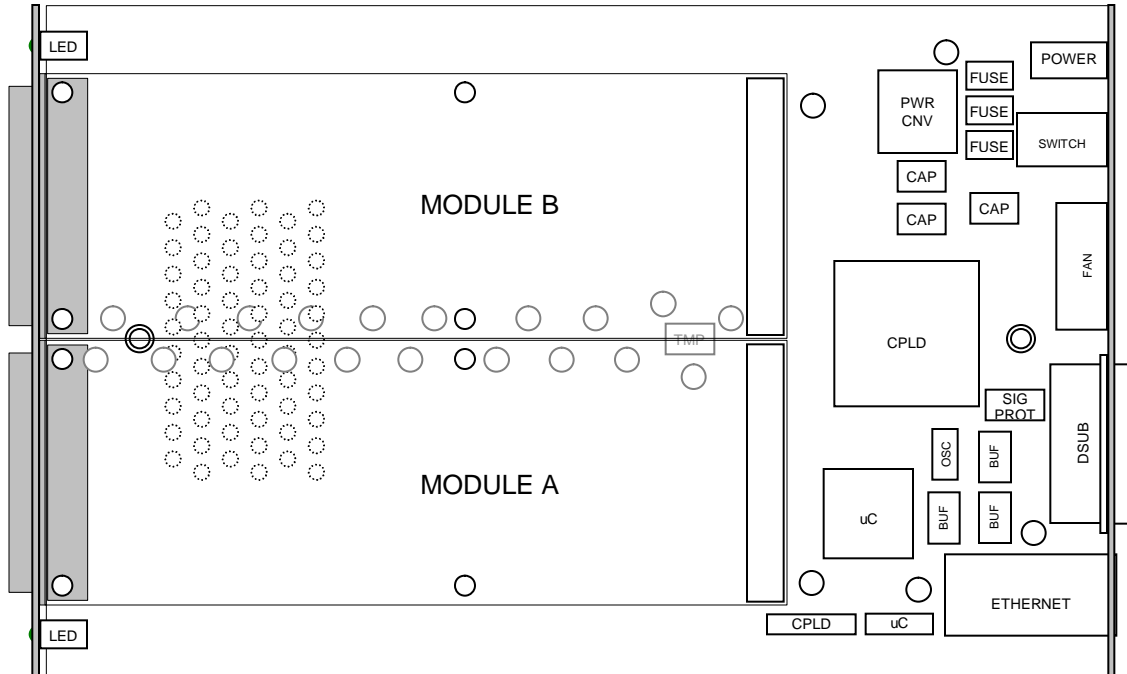 LED
POWER
FUSE
PWR
CNV
FUSE
SWITCH
FUSE
CAP
MODULE B
CAP
CAP
FAN
TMP
CPLD
SIG
PROT
DSUB
OSC
BUF
MODULE A
uC
BUF
BUF
ETHERNET
CPLD
uC
LED